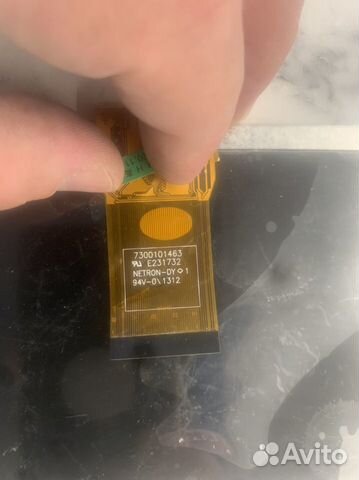 7300101463
E231732
NETRON-DY 1
94V-0\1312
Avito